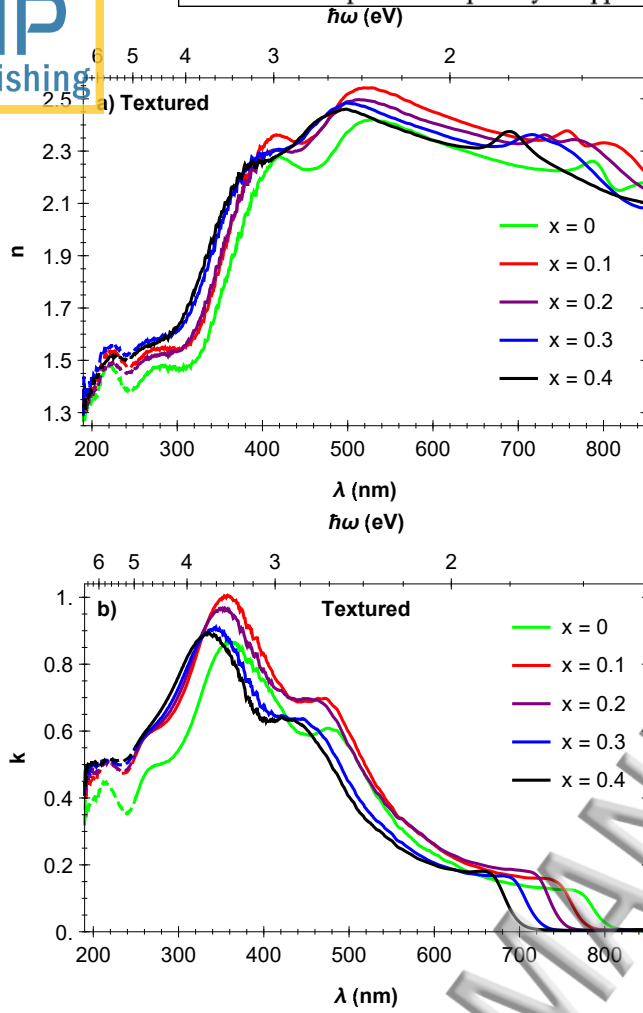 IP
shing
ħω (eV)
6 5 4 3 2
a) Textured
2.5
2.3
2.1
1.9
1.7
1.5
1.3
n
x = 0
x = 0.1
x = 0.2
x = 0.3
x = 0.4
200 300 400 500 600 700 800
λ (nm)
ħω (eV)
6 5 4 3 2
b) Textured
1.
0.8
0.6
0.4
0.2
0.
k
x = 0
x = 0.1
x = 0.2
x = 0.3
x = 0.4
200 300 400 500 600 700 800
λ (nm)
MAN